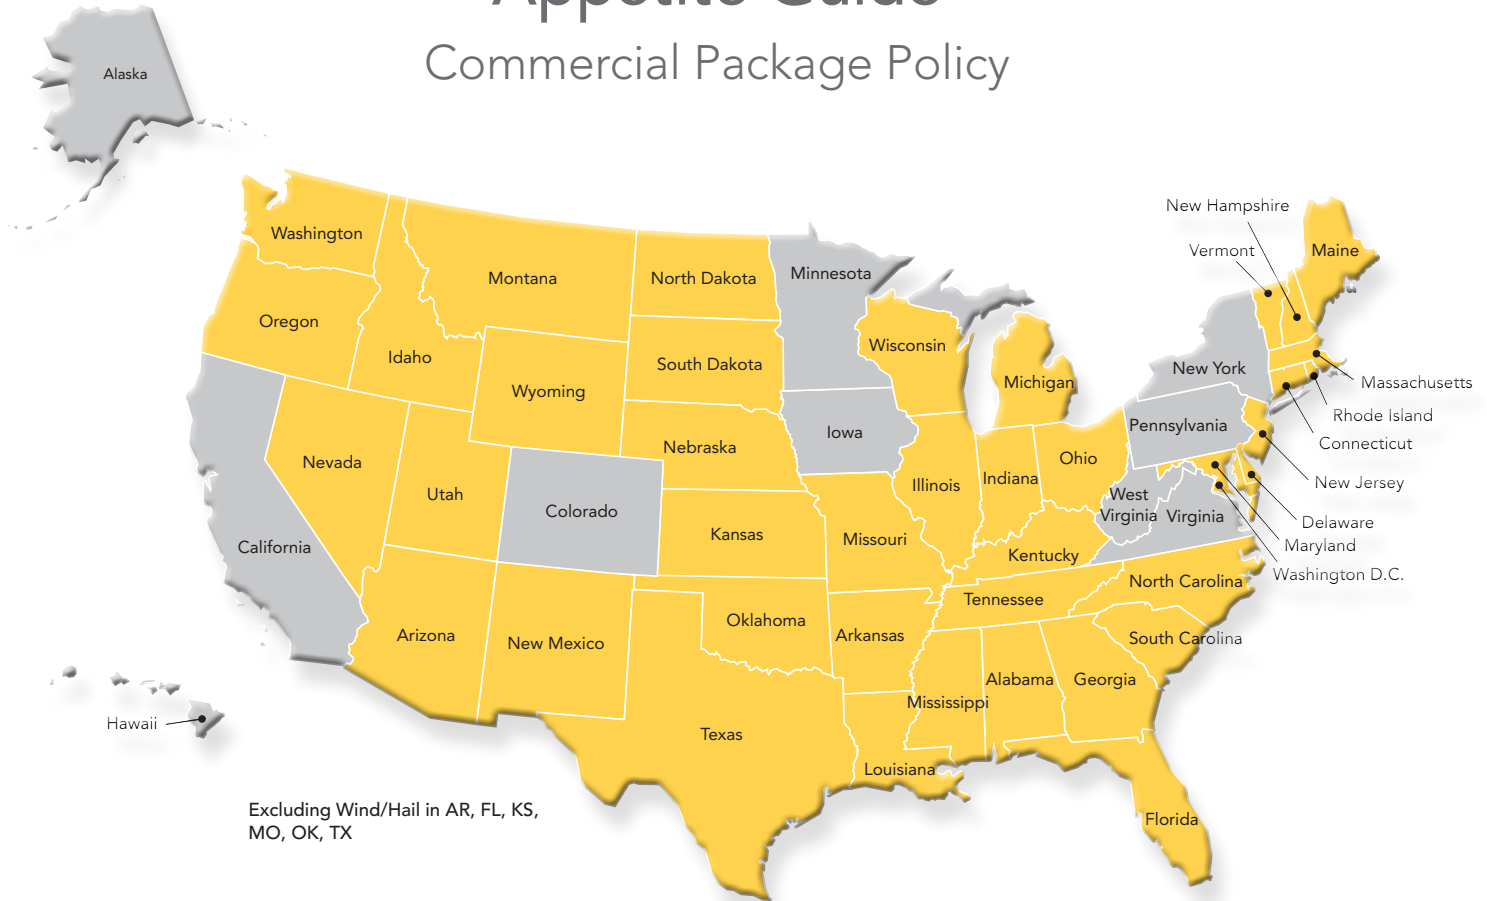 Appetite Guide
Commercial Package Policy
Alaska
New Hampshire
Vermont
Maine
Washington
Montana
North Dakota
Minnesota
Oregon
Idaho
Wisconsin
South Dakota
Wyoming
Michigan
New York
Massachusetts
Rhode Island
Connecticut
Pennsylvania
Iowa
Nebraska
Nevada
Ohio
Indiana
New Jersey
Utah
Illinois
West
Virginia
Virginia
Colorado
Delaware
Kansas
Missouri
California
Maryland
Kentucky
Washington D.C.
North Carolina
Tennessee
Oklahoma
Arkansas
Arizona
New Mexico
South Carolina
Alabama
Georgia
Mississippi
Hawaii
Texas
Louisiana
Florida
Excluding Wind/Hail in AR, FL, KS,
MO, OK, TX